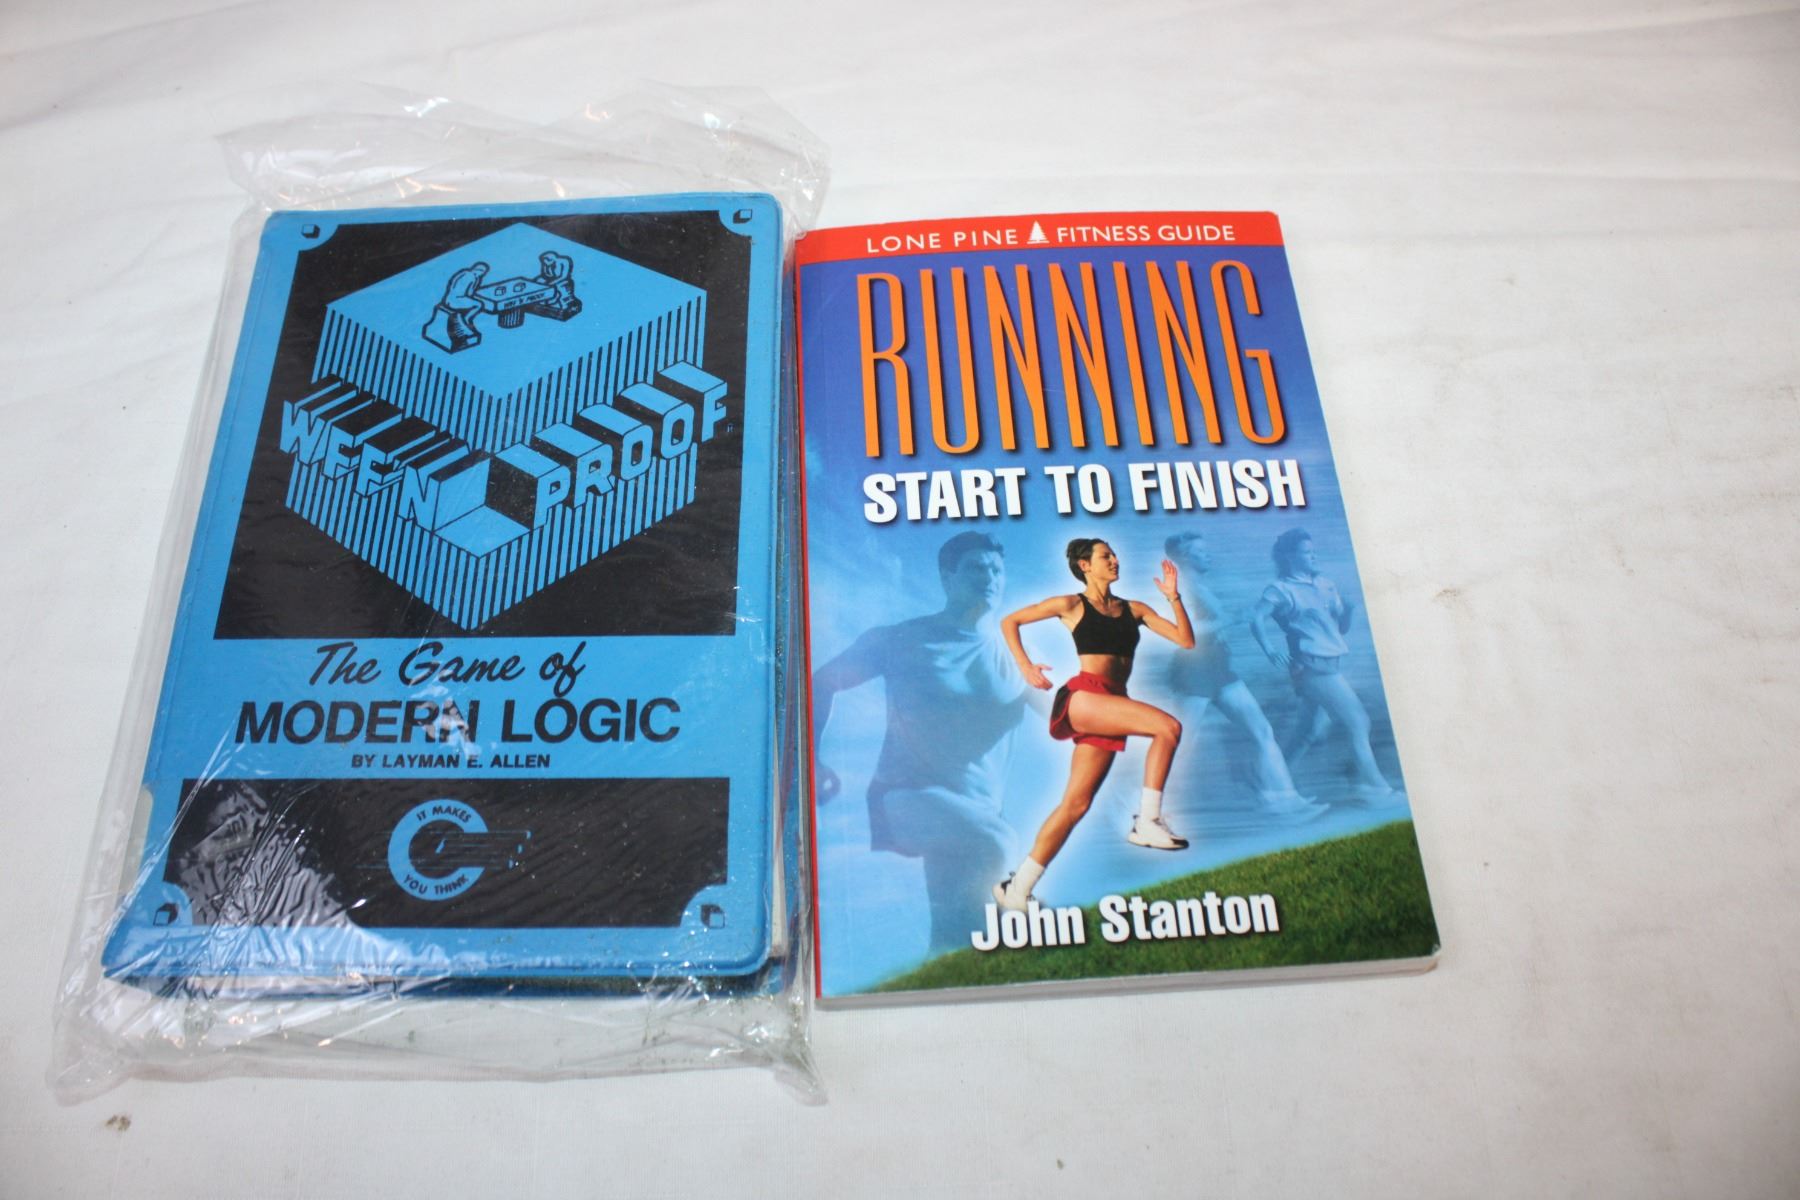 WFF'N PROOF
The Game of
MODERN LOGIC
BY LAYMAN E. ALLEN
IT MAKES
YOU THINK
LONE PINE FITNESS GUIDE
RUNNING
START TO FINISH
John Stanton